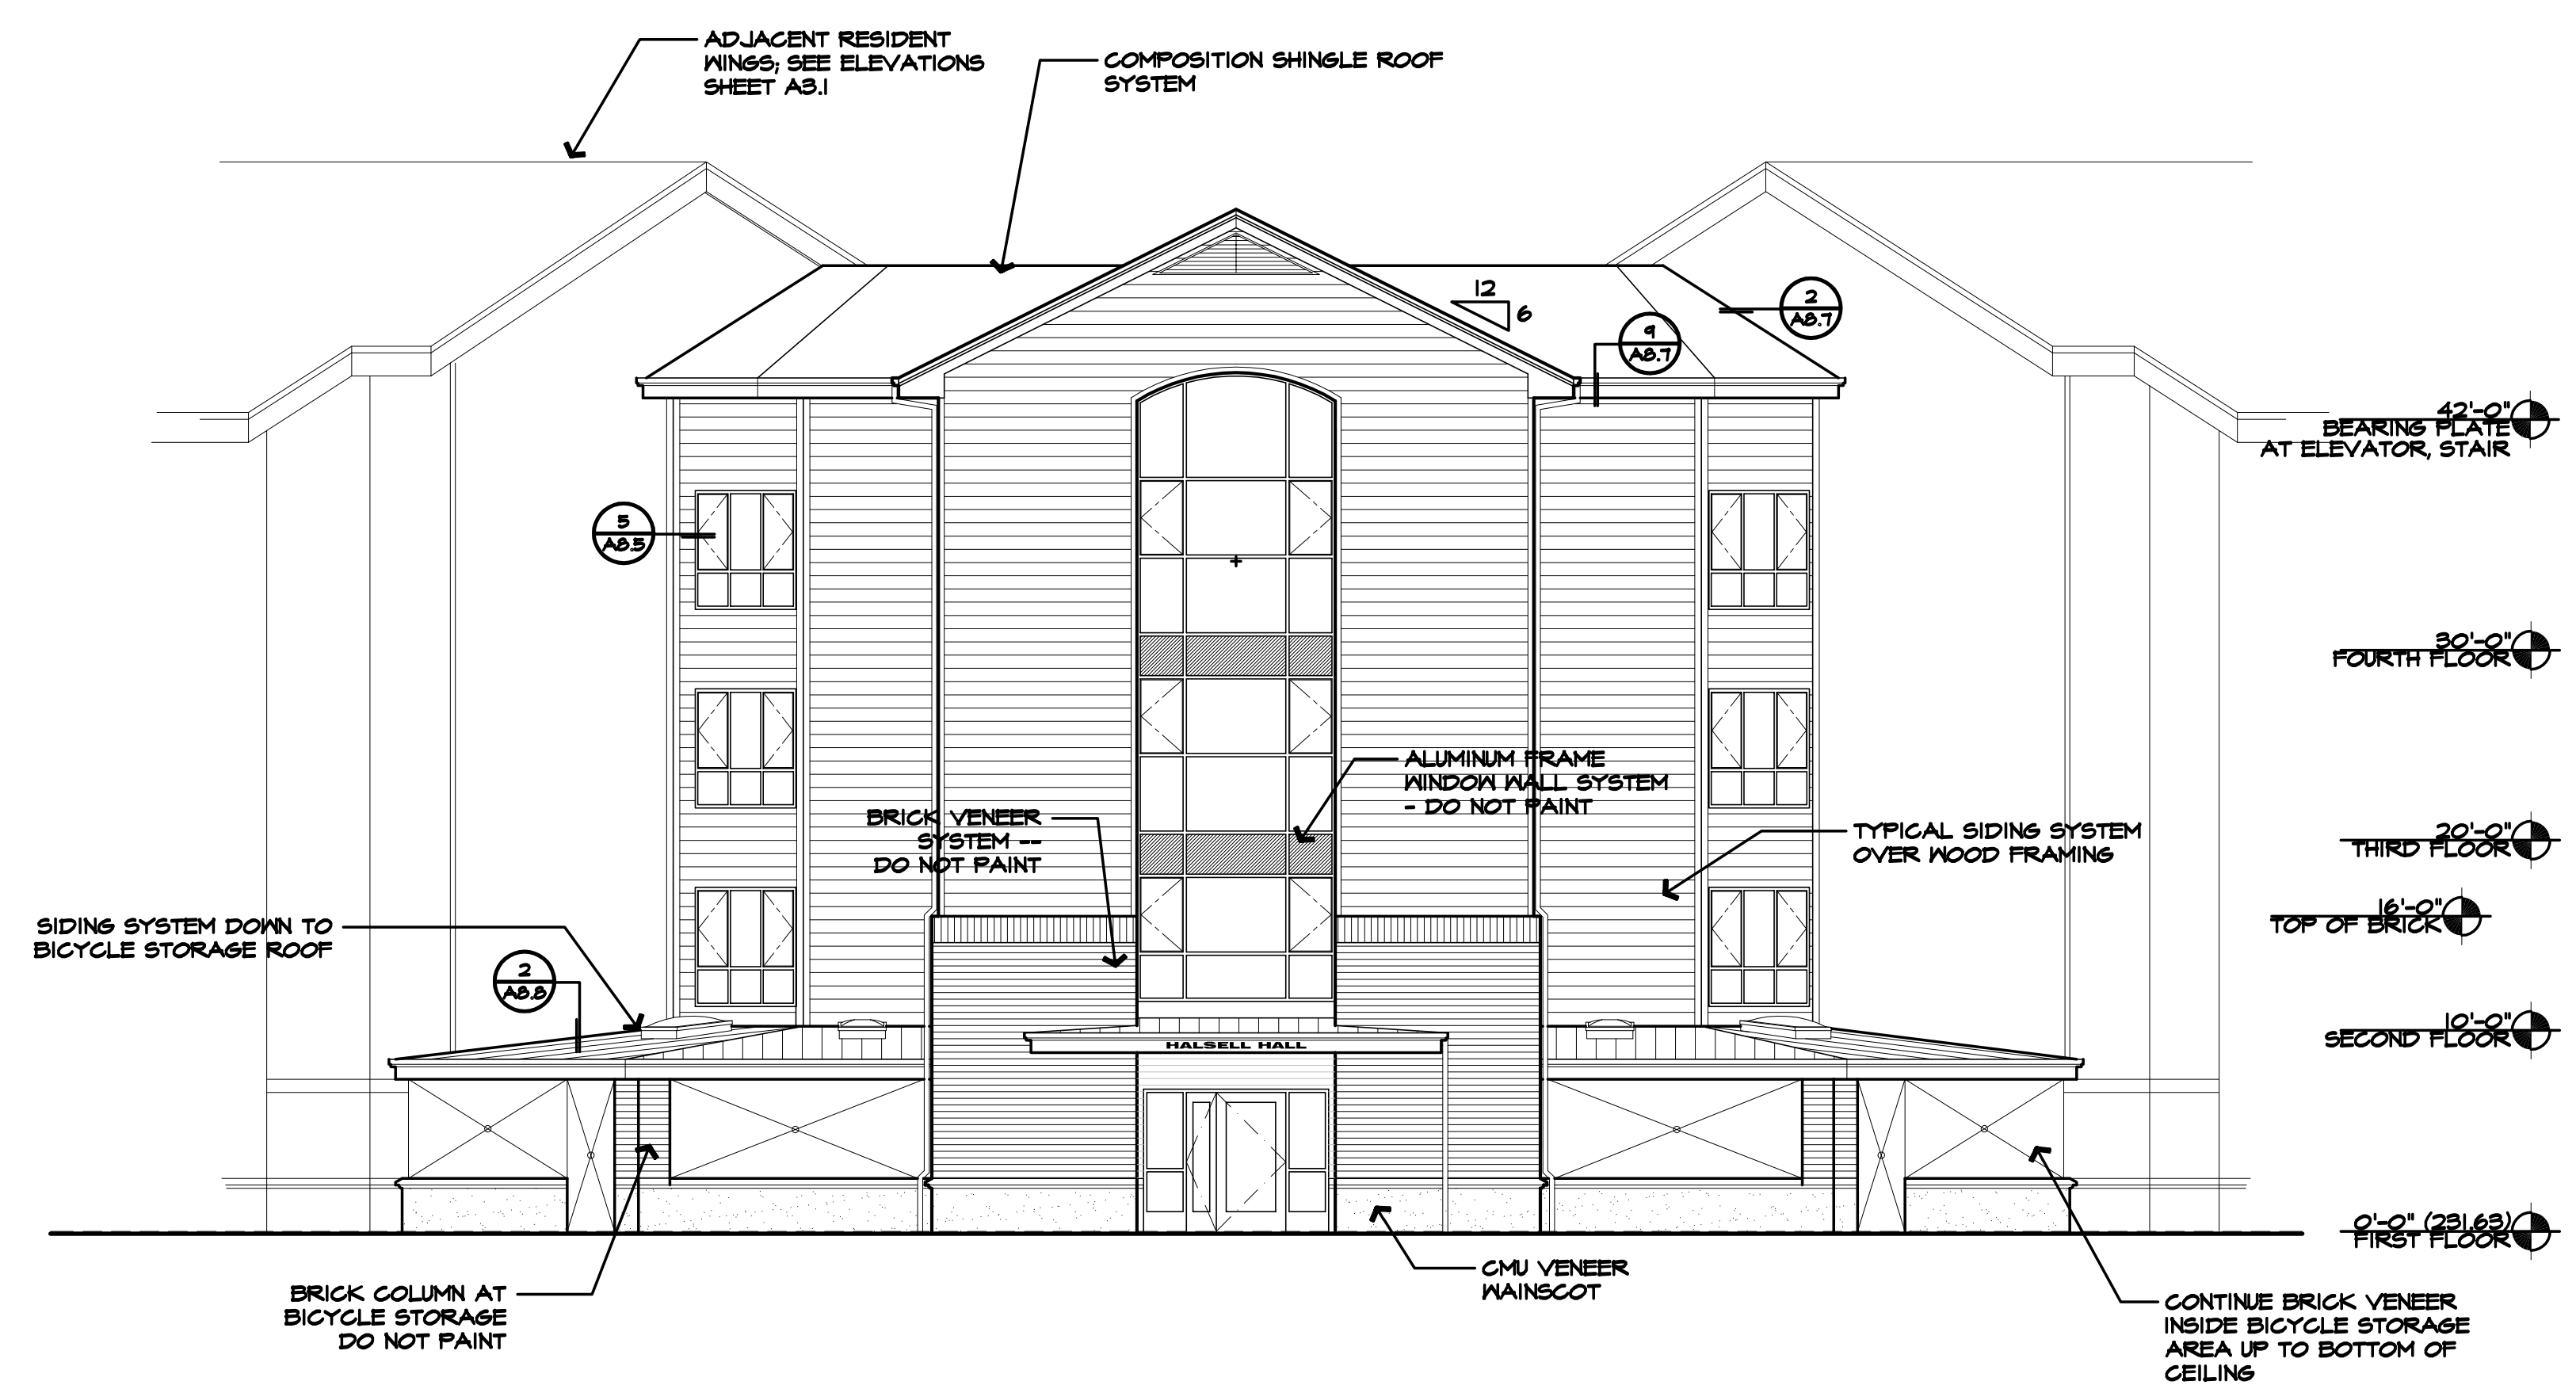 ADJACENT RESIDENT
WINGS; SEE ELEVATIONS
SHEET A3.1
COMPOSITION SHINGLE ROOF
SYSTEM
12
6
2
A8.7
9
A8.7
42'-0"
BEARING PLATE
AT ELEVATOR, STAIR
5
A8.5
30'-0"
FOURTH FLOOR
ALUMINUM FRAME
WINDOW WALL SYSTEM
- DO NOT PAINT
BRICK VENEER
SYSTEM --
DO NOT PAINT
TYPICAL SIDING SYSTEM
OVER WOOD FRAMING
20'-0"
THIRD FLOOR
16'-0"
TOP OF BRICK
SIDING SYSTEM DOWN TO
BICYCLE STORAGE ROOF
2
A8.8
10'-0"
SECOND FLOOR
HALSELL HALL
0'-0" (231.63)
FIRST FLOOR
CMU VENEER
WAINSCOT
BRICK COLUMN AT
BICYCLE STORAGE
DO NOT PAINT
CONTINUE BRICK VENEER
INSIDE BICYCLE STORAGE
AREA UP TO BOTTOM OF
CEILING